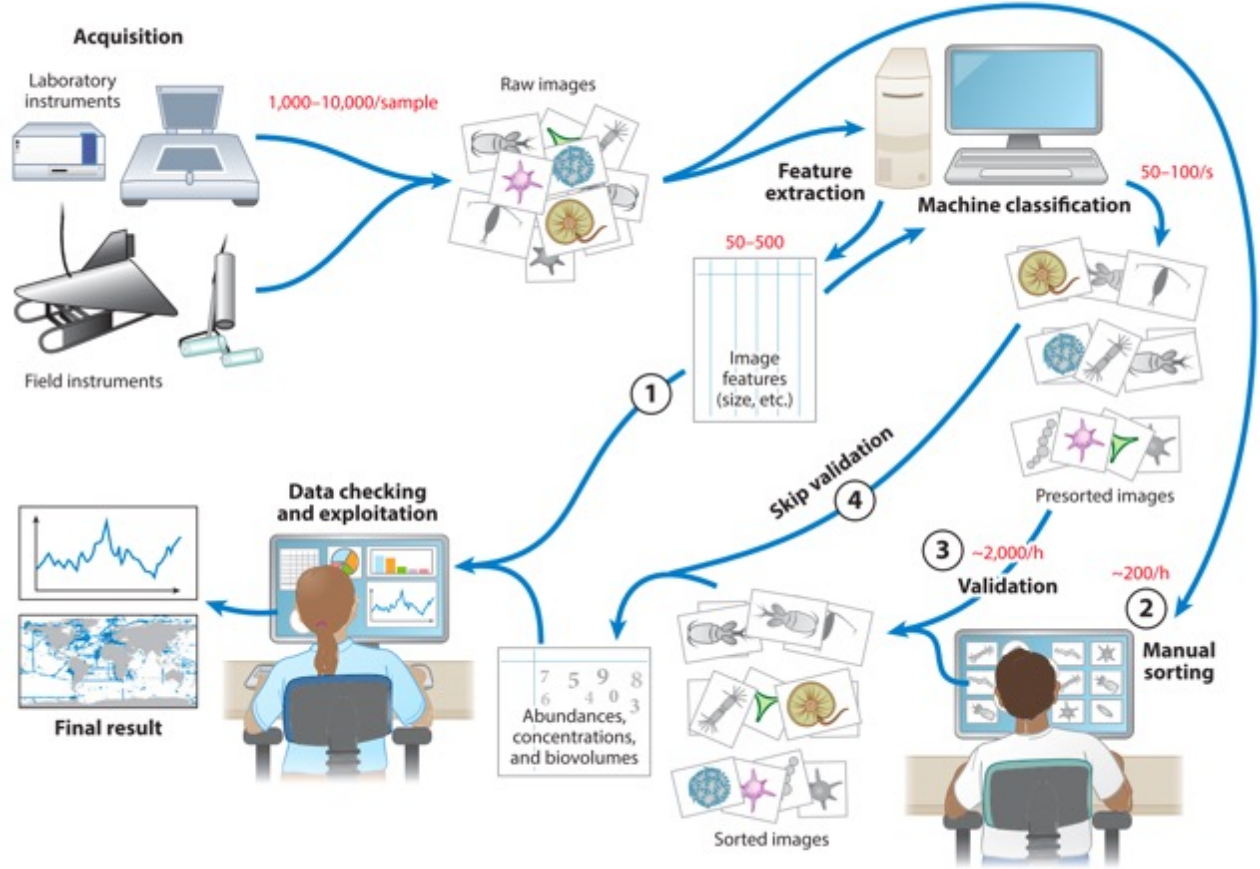 Acquisition
Laboratory
instruments
1,000–10,000/sample
Field instruments
Raw images
Feature
extraction
Machine classification
50–100/s
50–500
Image
features
(size, etc.)
1
Presorted images
Skip validation
4
3
~2,000/h
Validation
~200/h
2
Manual
sorting
Sorted images
7 5 9 8
6 4 0 3
Abundances,
concentrations,
and biovolumes
Data checking
and exploitation
Final result